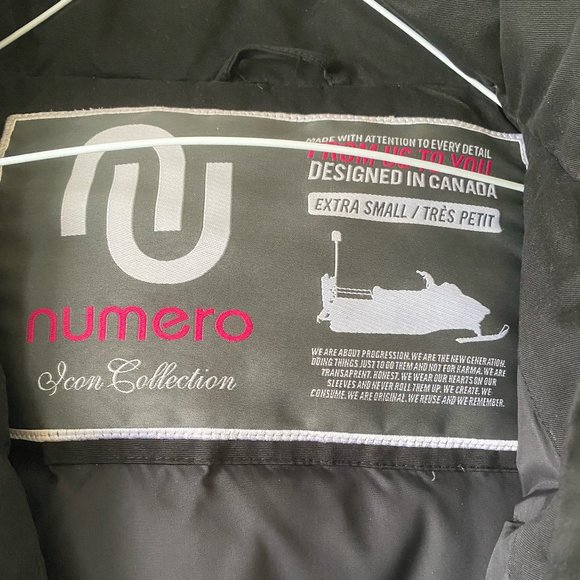 nu
numero
Icon Collection
MADE WITH ATTENTION TO EVERY DETAIL
FROM US TO YOU
DESIGNED IN CANADA
EXTRA SMALL / TRÈS PETIT
WE ARE ABOUT PROGRESSION. WE ARE THE NEW GENERATION.
DOING THINGS JUST TO DO THEM AND NOT FOR KARMA. WE ARE
TRANSAPRENT. HONEST. WE WEAR OUR HEARTS ON OUR
SLEEVES AND NEVER ROLL THEM UP. WE CREATE. WE
CONSUME. WE ARE ORIGINAL. WE REUSE AND WE REMEMBER.